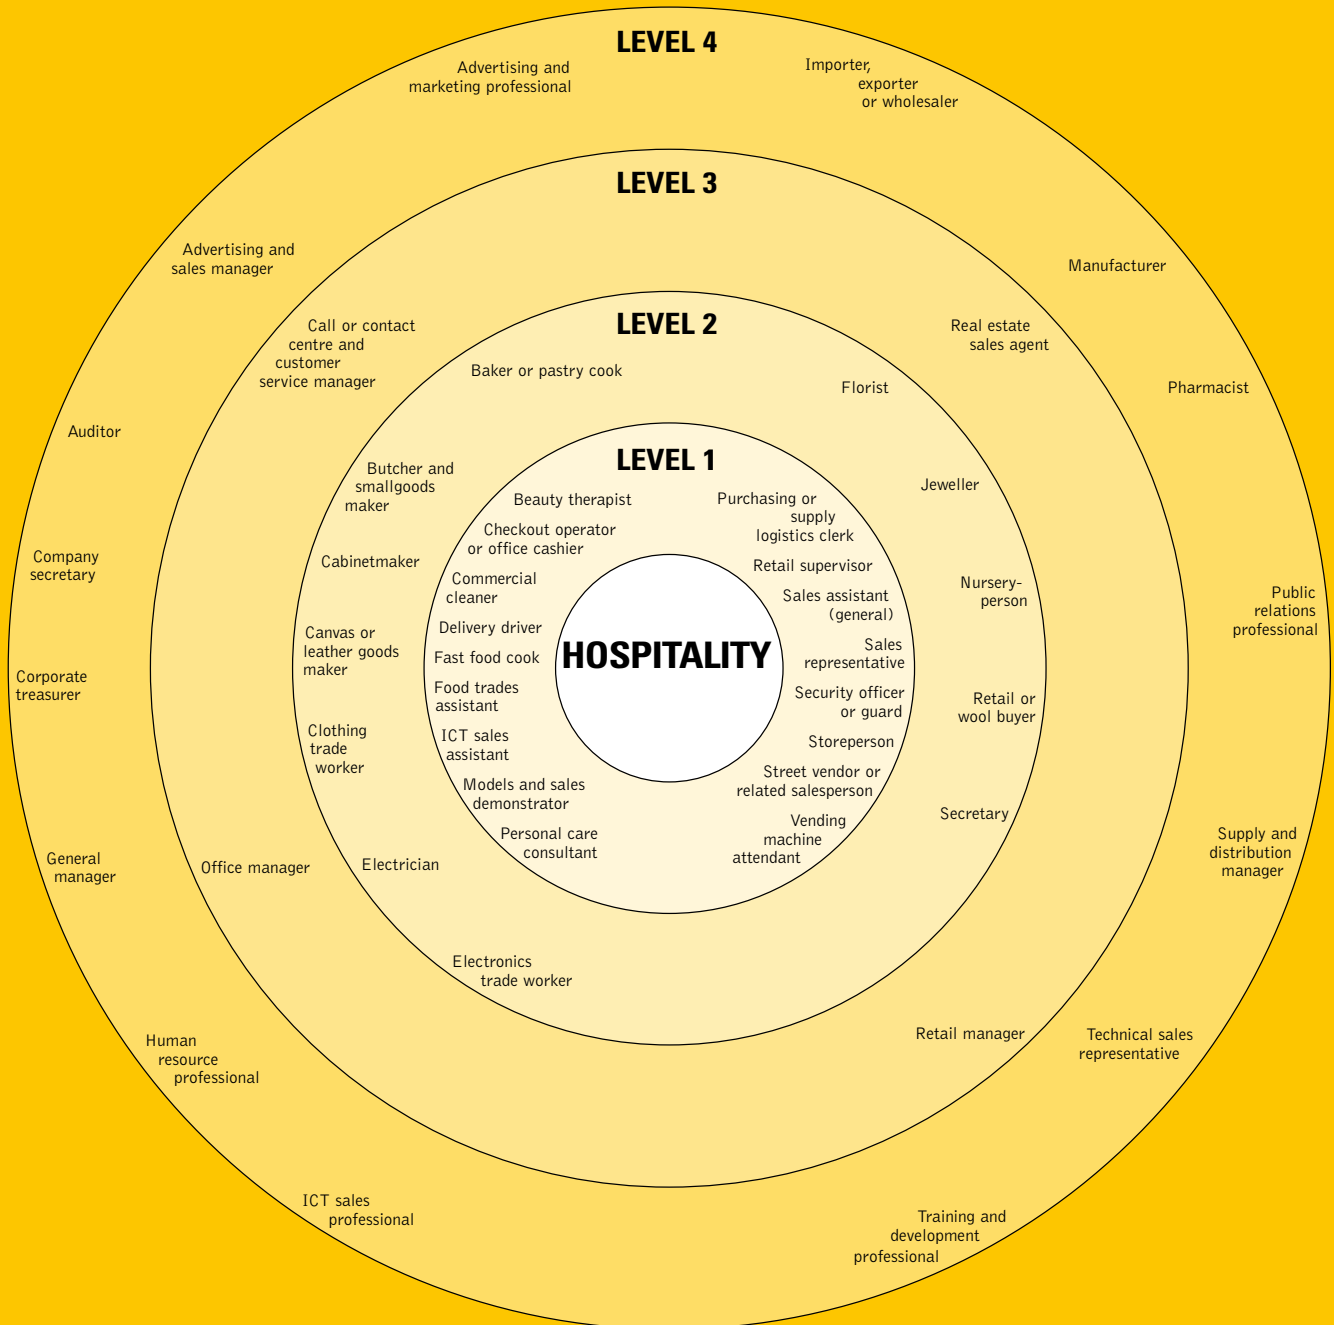 LEVEL 4
Advertising and
marketing professional
Importer,
exporter
or wholesaler
Advertising and
sales manager
Manufacturer
Auditor
Pharmacist
Company
secretary
Public
relations
professional
Corporate
treasurer
General
manager
Supply and
distribution
manager
Human
resource
professional
Technical sales
representative
ICT sales
professional
Training and
development
professional
LEVEL 3
Call or contact
centre and
customer
service manager
Real estate
sales agent
Office manager
Retail manager
LEVEL 2
Baker or pastry cook
Florist
Butcher and
smallgoods
maker
Jeweller
Cabinetmaker
Nursery-
person
Canvas or
leather goods
maker
Retail or
wool buyer
Clothing
trade
worker
Secretary
Electrician
Electronics
trade worker
LEVEL 1
Beauty therapist
Checkout operator
or office cashier
Commercial
cleaner
Delivery driver
Fast food cook
Food trades
assistant
ICT sales
assistant
Models and sales
demonstrator
Personal care
consultant
Purchasing or
supply
logistics clerk
Retail supervisor
Sales assistant
(general)
Sales
representative
Security officer
or guard
Storeperson
Street vendor or
related salesperson
Vending
machine
attendant
HOSPITALITY